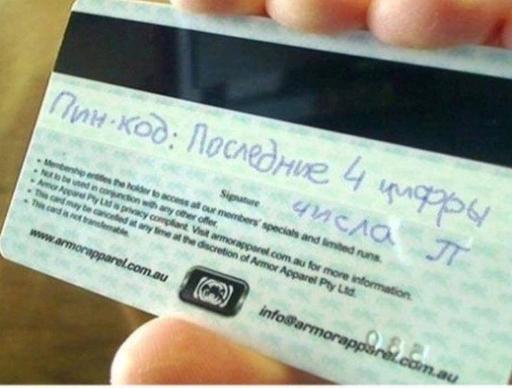 Пин-код: Последние 4 цифры
числа π
Signature
• Membership entitles the holder to access all our members' specials and limited runs.
• Not to be used in conjunction with any other offer.
• Armor Apparel Pty Ltd is privacy compliant. Visit armorapparel.com.au for more information.
• This card may be cancelled at any time at the discretion of Armor Apparel Pty Ltd.
• This card is not transferable.
www.armorapparel.com.au
info@armorapparel.com.au